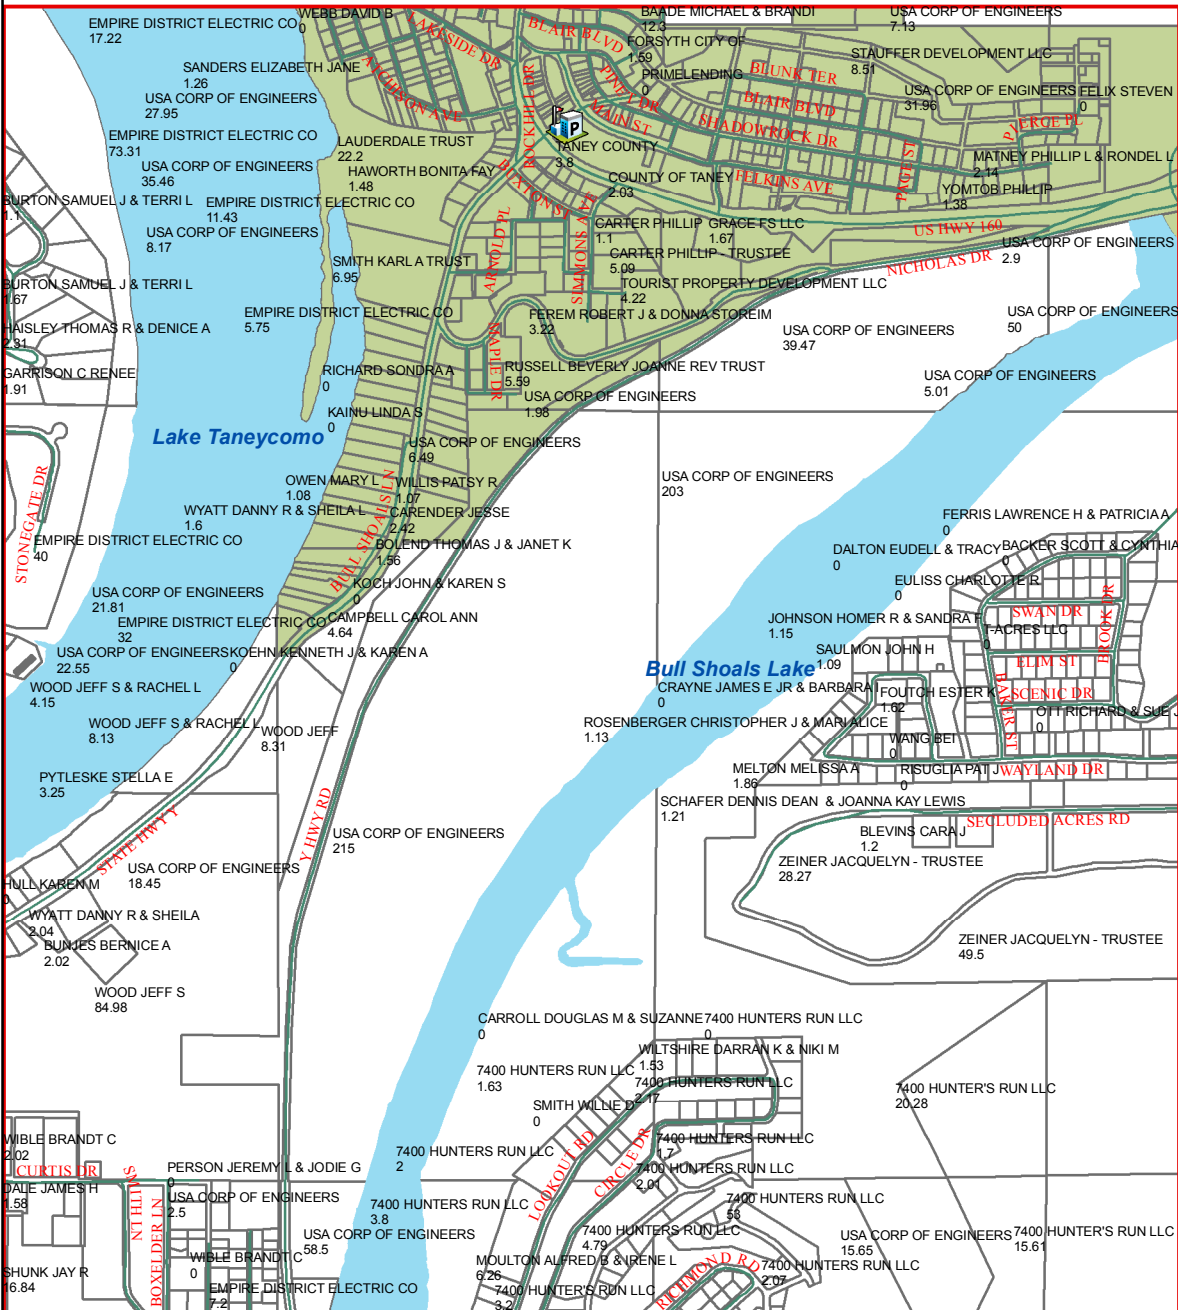 WEBB DAVID B
0
EMPIRE DISTRICT ELECTRIC CO
17.22
LAKESIDE DR
BLAIR BLVD
BAADE MICHAEL & BRANDI
12.3
USA CORP OF ENGINEERS
7.13
FORSYTH CITY OF
1.59
STAUFFER DEVELOPMENT LLC
8.51
SANDERS ELIZABETH JANE
1.26
ATCHISON AVE
ROCKHILL DR
PINEY DR
PRIMELENDING
0
BLUNK TER
USA CORP OF ENGINEERS
27.95
MAIN ST
BLAIR BLVD
USA CORP OF ENGINEERS
31.96
FELIX STEVEN
0
EMPIRE DISTRICT ELECTRIC CO
73.31
LAUDERDALE TRUST
22.2
TANEY COUNTY
3.8
SHADOWROCK DR
PIERCE PL
USA CORP OF ENGINEERS
35.46
HAWORTH BONITA FAY
1.48
BUXTON ST
COUNTY OF TANEY
2.03
FELKINS AVE
MATNEY PHILLIP L & RONDEL L
2.14
BURTON SAMUEL J & TERRI L
1.1
EMPIRE DISTRICT ELECTRIC CO
11.43
YOMTOB PHILLIP
1.38
USA CORP OF ENGINEERS
8.17
ARNOLD PL
SIMMONS AVE
CARTER PHILLIP
1.1
GRACE FS LLC
1.67
US HWY 160
USA CORP OF ENGINEERS
2.9
SMITH KARL A TRUST
6.95
CARTER PHILLIP - TRUSTEE
5.09
NICHOLAS DR
BURTON SAMUEL J & TERRI L
1.67
TOURIST PROPERTY DEVELOPMENT LLC
4.22
EMPIRE DISTRICT ELECTRIC CO
5.75
FEREM ROBERT J & DONNA STOREIM
3.22
USA CORP OF ENGINEERS
50
HAISLEY THOMAS R & DENICE A
2.31
USA CORP OF ENGINEERS
39.47
MAPLE DR
GARRISON C RENEE
1.91
RICHARD SONDRA A
0
RUSSELL BEVERLY JOANNE REV TRUST
5.59
USA CORP OF ENGINEERS
5.01
USA CORP OF ENGINEERS
1.98
KAINU LINDA S
0
Lake Taneycomo
USA CORP OF ENGINEERS
6.49
STONEGATE DR
OWEN MARY L
1.08
WILLIS PATSY R
1.07
USA CORP OF ENGINEERS
203
WYATT DANNY R & SHEILA L
1.6
CARENDER JESSE
2.42
FERRIS LAWRENCE H & PATRICIA A
0
EMPIRE DISTRICT ELECTRIC CO
40
BULL SHOALS LN
BOLEND THOMAS J & JANET K
1.56
DALTON EUDELL & TRACY
0
BACKER SCOTT & CYNTHIA
0
KOCH JOHN & KAREN S
0
EULISS CHARLOTTE R
0
USA CORP OF ENGINEERS
21.81
SWAN DR
BROOK DR
EMPIRE DISTRICT ELECTRIC CO
32
CAMPBELL CAROL ANN
4.64
JOHNSON HOMER R & SANDRA F
1.15
T-ACRES LLC
0
USA CORP OF ENGINEERS
22.55
KOEHN KENNETH J & KAREN A
0
SAULMON JOHN H
1.09
ELIM ST
Bull Shoals Lake
WOOD JEFF S & RACHEL L
4.15
CRAYNE JAMES E JR & BARBARA I
0
FOUTCH ESTER K
1.62
BAKER ST
SCENIC DR
WOOD JEFF S & RACHEL L
8.13
WOOD JEFF
8.31
ROSENBERGER CHRISTOPHER J & MARI ALICE
1.13
OTT RICHARD & SUE J
0
WANG BEI
0
PYTLESKE STELLA E
3.25
MELTON MELISSA A
1.86
RISUGLIA PAT J
0
WAYLAND DR
SCHAFER DENNIS DEAN & JOANNA KAY LEWIS
1.21
STATE HWY Y
Y HWY RD
USA CORP OF ENGINEERS
215
BLEVINS CARA J
1.2
SECLUDED ACRES RD
USA CORP OF ENGINEERS
18.45
ZEINER JACQUELYN - TRUSTEE
28.27
HULL KAREN M
0
WYATT DANNY R & SHEILA
2.04
BUNJES BERNICE A
2.02
ZEINER JACQUELYN - TRUSTEE
49.5
WOOD JEFF S
84.98
CARROLL DOUGLAS M & SUZANNE
0
7400 HUNTERS RUN LLC
0
WILTSHIRE DARRAN K & NIKI M
1.53
7400 HUNTERS RUN LLC
1.63
7400 HUNTERS RUN LLC
2.17
7400 HUNTER'S RUN LLC
20.28
SMITH WILLIE D
0
WIBLE BRANDT C
2.02
7400 HUNTERS RUN LLC
2
LOOKOUT RD
CIRCLE DR
7400 HUNTERS RUN LLC
1.7
CURTIS DR
SMITH LN
PERSON JEREMY L & JODIE G
0
7400 HUNTERS RUN LLC
2.01
DALE JAMES H
1.58
BOXELDER LN
USA CORP OF ENGINEERS
2.5
7400 HUNTERS RUN LLC
3.8
7400 HUNTERS RUN LLC
53
USA CORP OF ENGINEERS
58.5
7400 HUNTERS RUN LLC
4.79
USA CORP OF ENGINEERS
15.65
7400 HUNTER'S RUN LLC
15.61
WIBLE BRANDT C
0
MOULTON ALFRED B & IRENE L
6.26
RICHMOND RD
7400 HUNTERS RUN LLC
2.07
SHUNK JAY R
16.84
EMPIRE DISTRICT ELECTRIC CO
7.2
7400 HUNTER'S RUN LLC
3.2